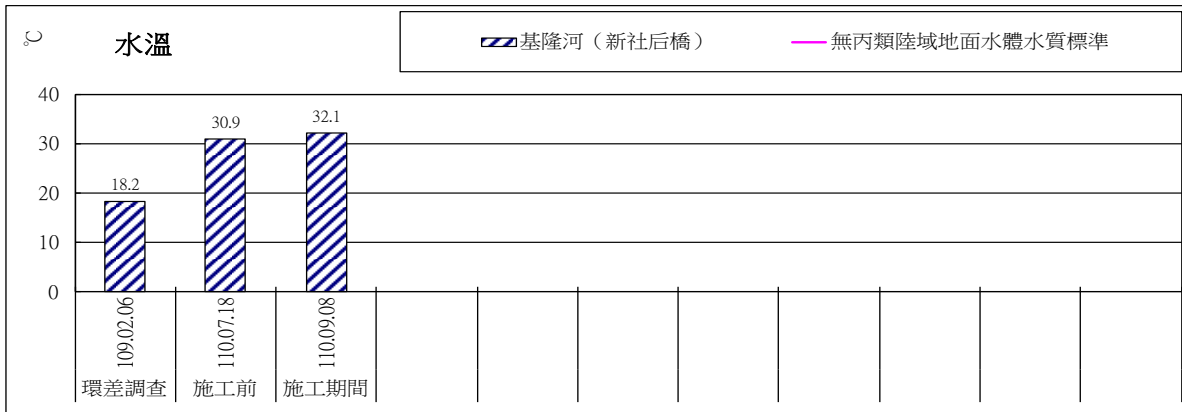 ℃
水溫
基隆河（新社后橋）
無丙類陸域地面水體水質標準
40
30
20
10
0
18.2
30.9
32.1
109.02.06
110.07.18
110.09.08
環差調查
施工前
施工期間